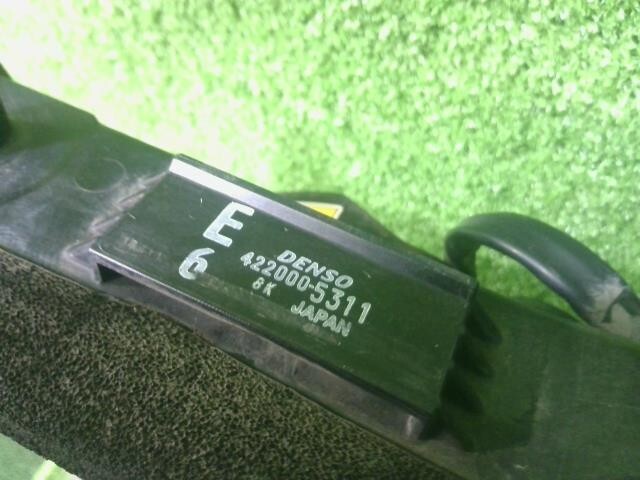 E
6
DENSO
422000-5311
8K
JAPAN